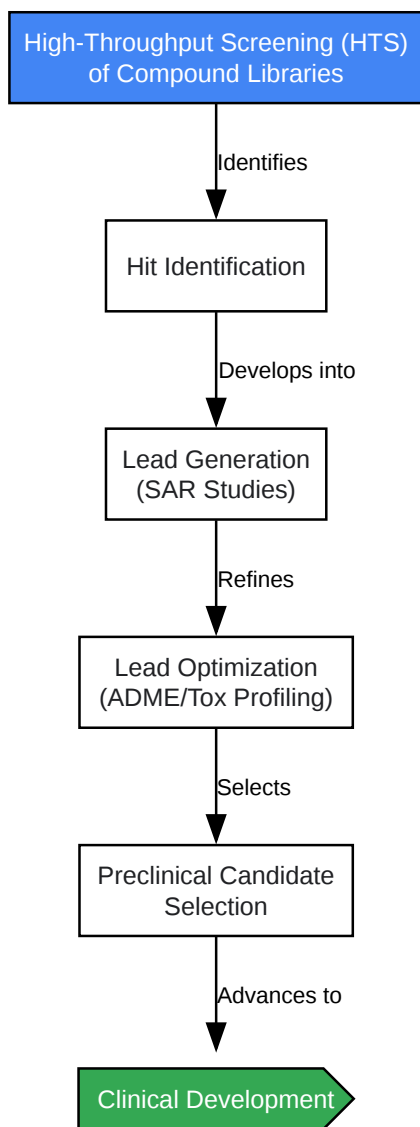 High-Throughput Screening (HTS)
of Compound Libraries
Identifies
Hit Identification
Develops into
Lead Generation
(SAR Studies)
Refines
Lead Optimization
(ADME/Tox Profiling)
Selects
Preclinical Candidate
Selection
Advances to
Clinical Development